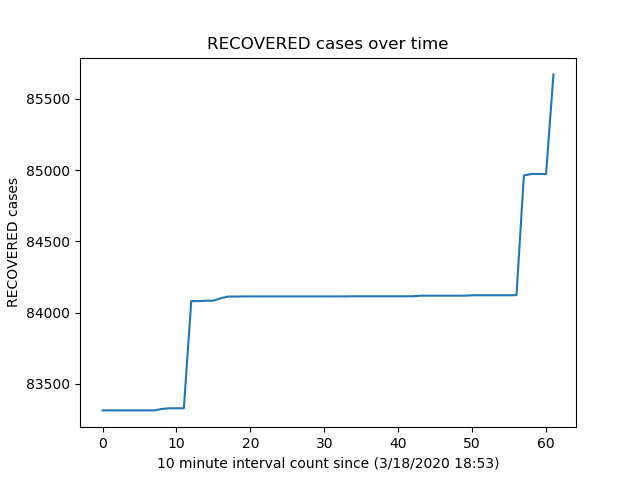 RECOVERED cases over time
RECOVERED cases
85500
85000
84500
84000
83500
0 10 20 30 40 50 60
10 minute interval count since (3/18/2020 18:53)